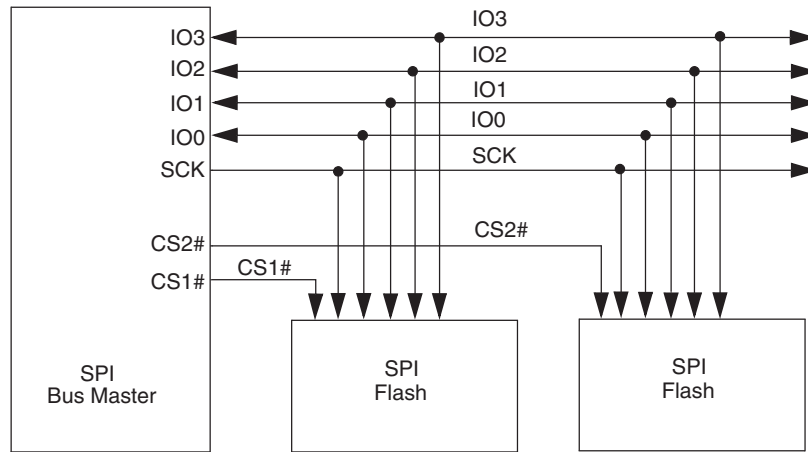 IO3
IO3
IO2
IO2
IO1
IO1
IO0
IO0
SCK
SCK
CS2#
CS2#
CS1#
CS1#
SPI
Bus Master
SPI
Flash
SPI
Flash